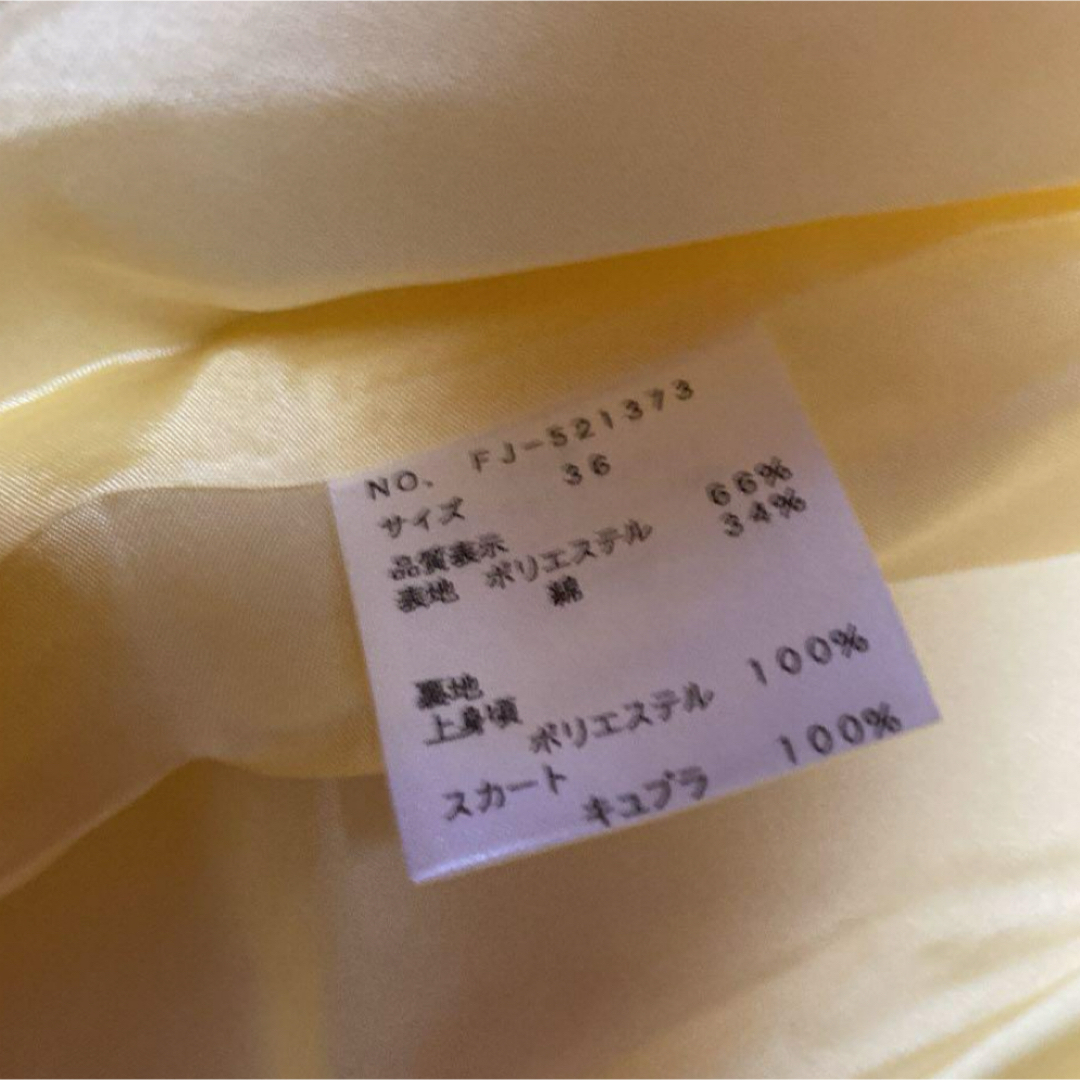 NO. FJ-521373
サイズ 36
品質表示
表地 ポリエステル 66%
綿 34%
裏地
上身頃
ポリエステル 100%
スカート
キュプラ 100%